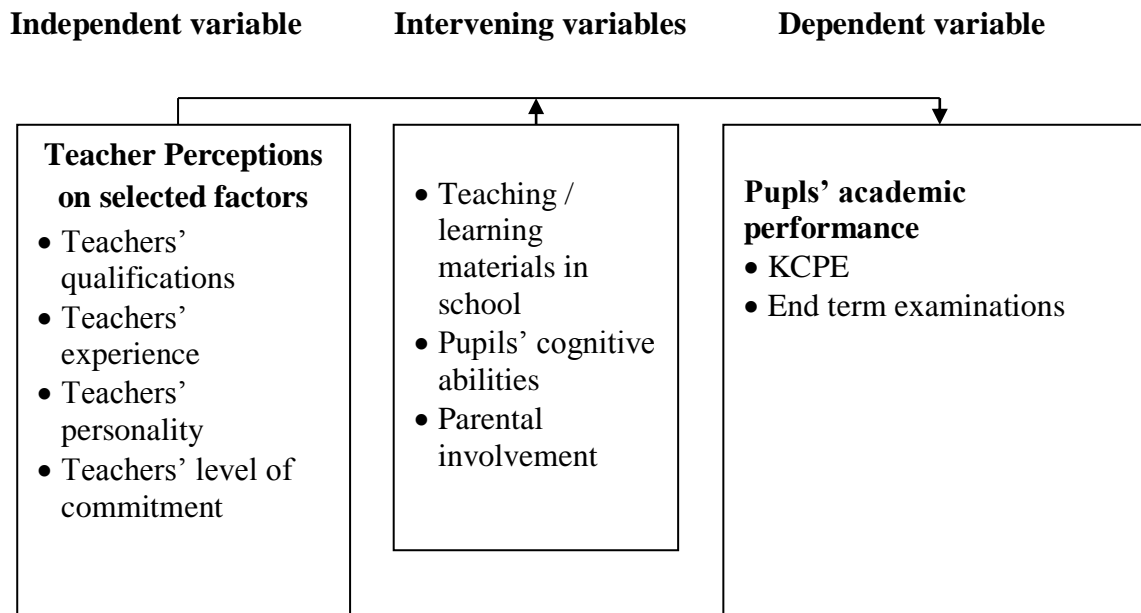 Independent variable
Intervening variables
Dependent variable
Teacher Perceptions
on selected factors
• Teachers’
qualifications
• Teachers’
experience
• Teachers’
personality
• Teachers’ level of
commitment
• Teaching /
learning
materials in
school
• Pupils’ cognitive
abilities
• Parental
involvement
Pupls’ academic
performance
• KCPE
• End term examinations